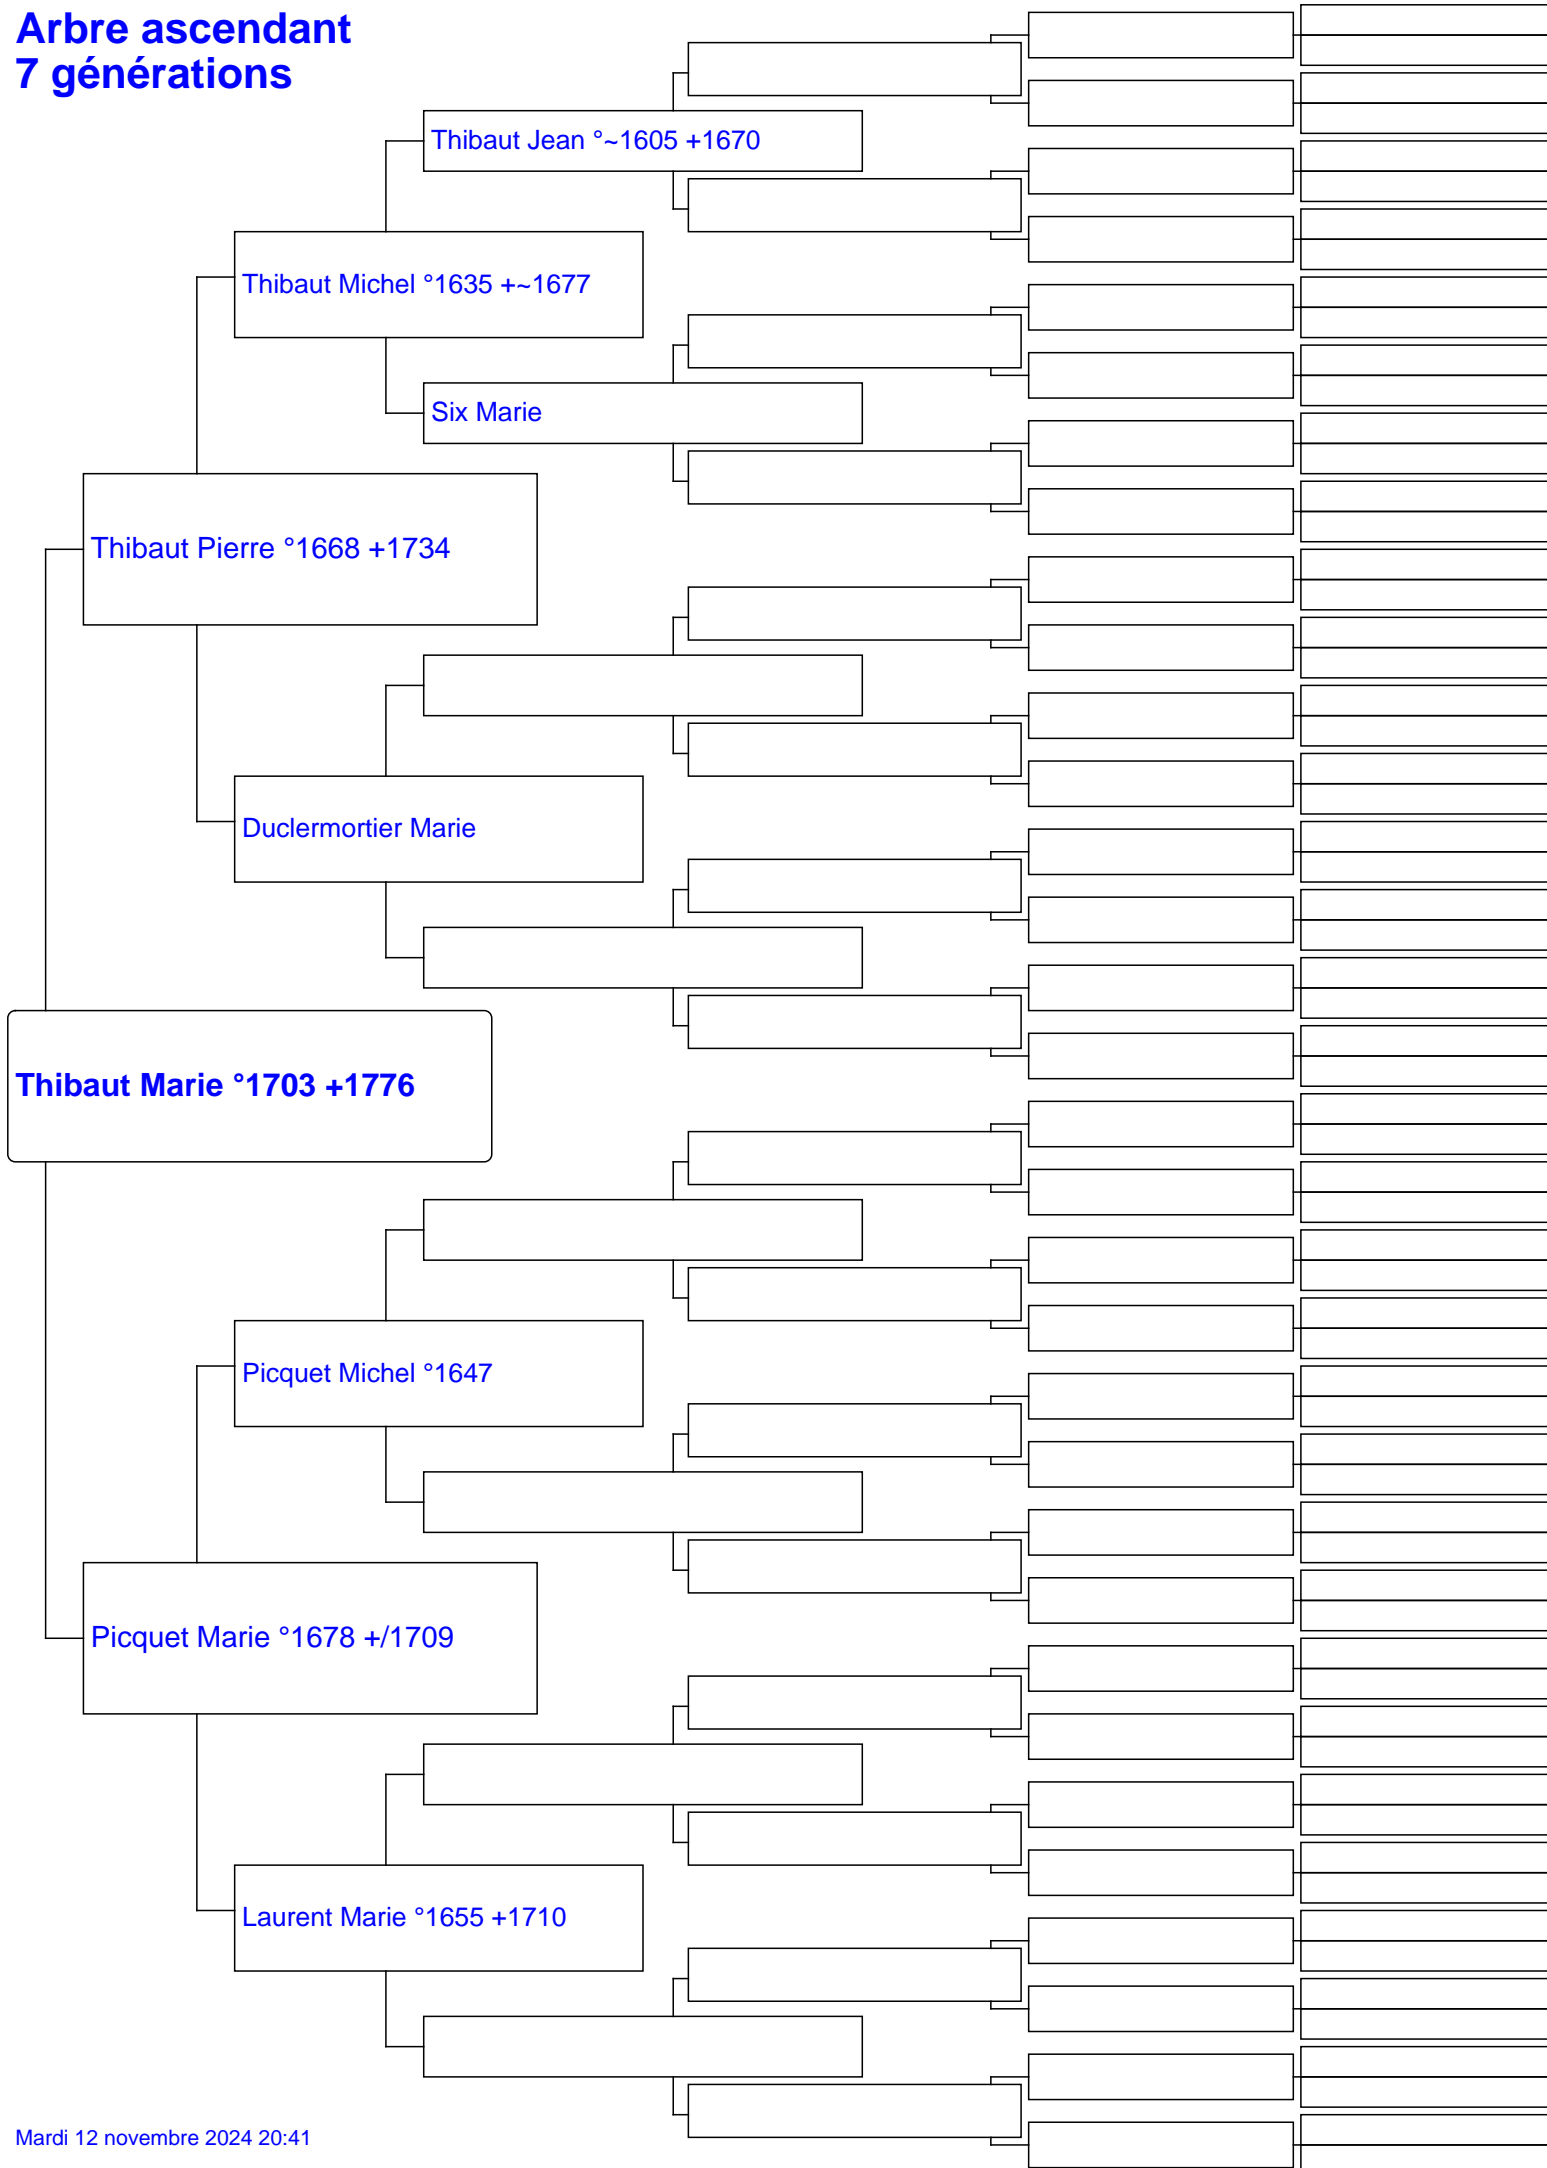 Arbre ascendant
7 générations
Thibaut Jean °~1605 +1670
Thibaut Michel °1635 +~1677
Six Marie
Thibaut Pierre °1668 +1734
Duclermortier Marie
Thibaut Marie °1703 +1776
Picquet Michel °1647
Picquet Marie °1678 +/1709
Laurent Marie °1655 +1710
Mardi 12 novembre 2024 20:41